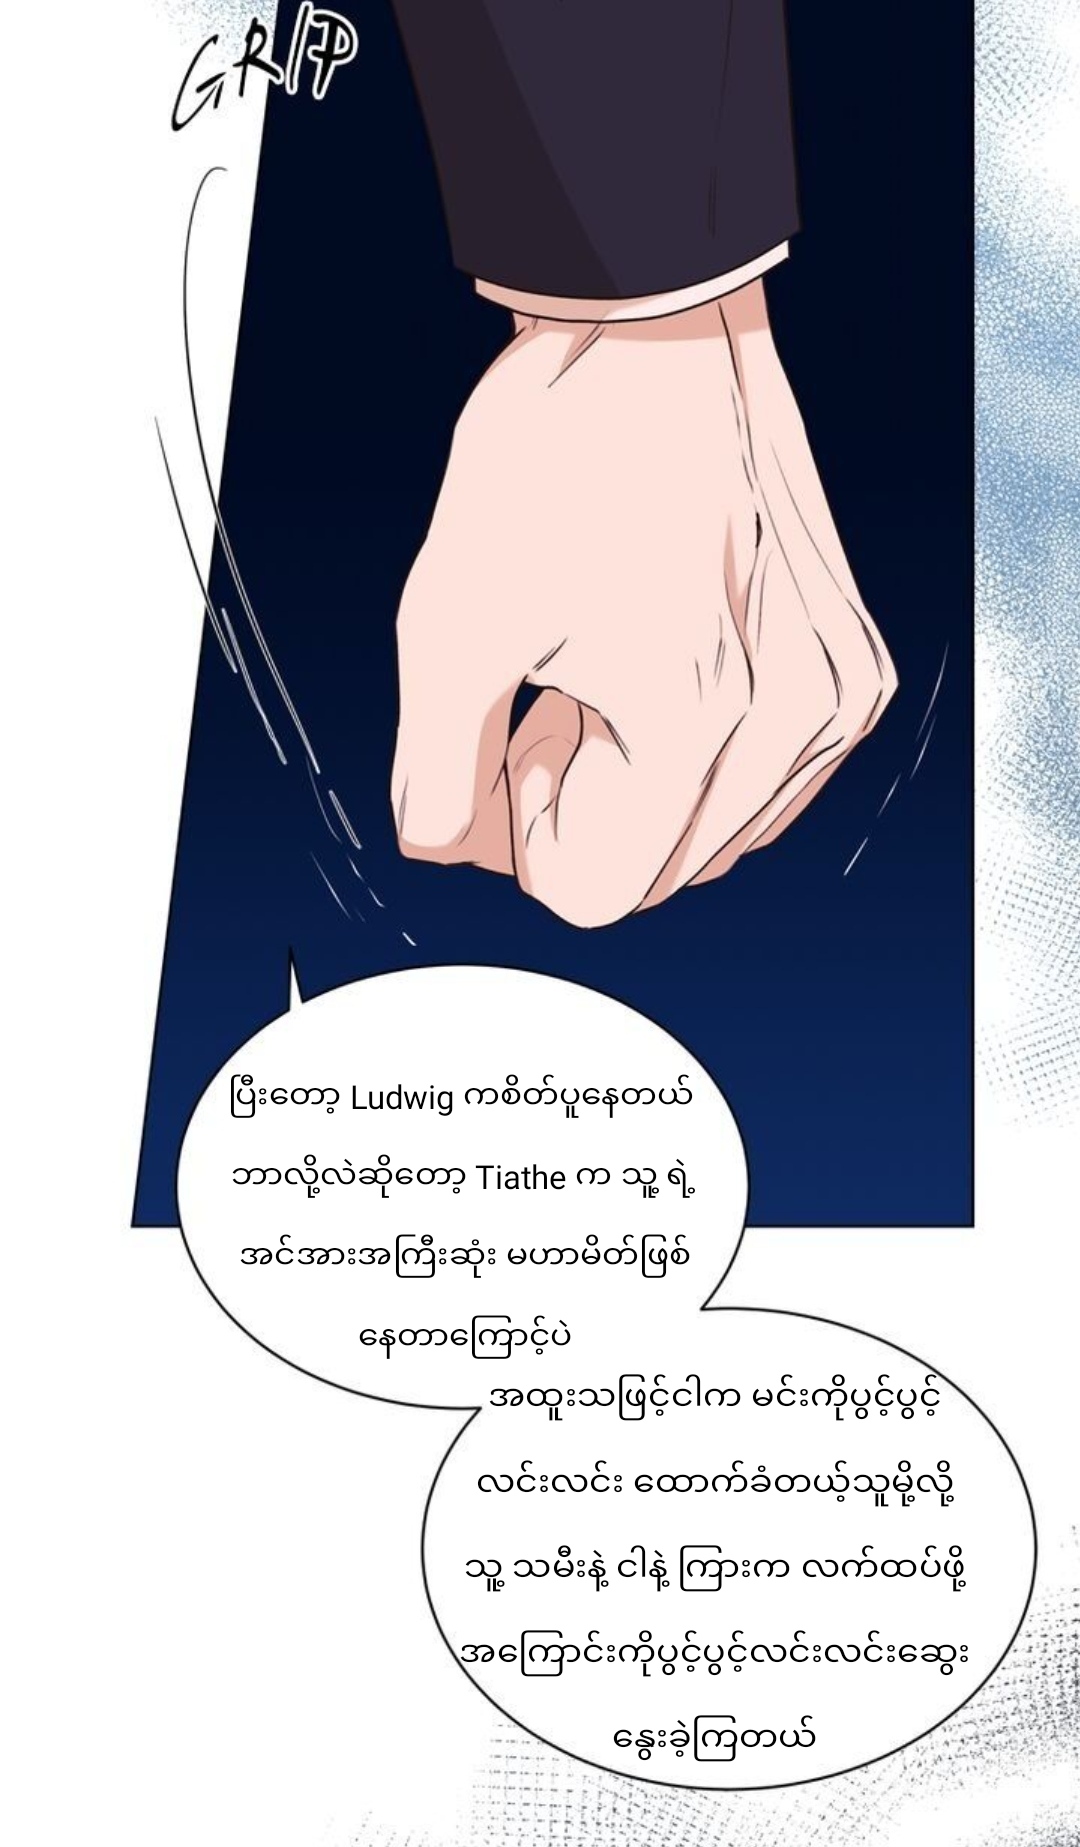 GRIP
ပြီးတော့ Ludwig ကစိတ်ပူနေတယ်
ဘာလို့လဲဆိုတော့ Tiathe က သူ့ ရဲ့
အင်အားအကြီးဆုံး မဟာမိတ်ဖြစ်
နေတာကြောင့်ပဲ
အထူးသဖြင့်ငါက မင်းကိုပွင့်ပွင့်
လင်းလင်း ထောက်ခံတယ့်သူမို့လို့
သူ့ သမီးနဲ့ ငါနဲ့ ကြားက လက်ထပ်ဖို့
အကြောင်းကိုပွင့်ပွင့်လင်းလင်းဆွေး
နွေးခဲ့ကြတယ်